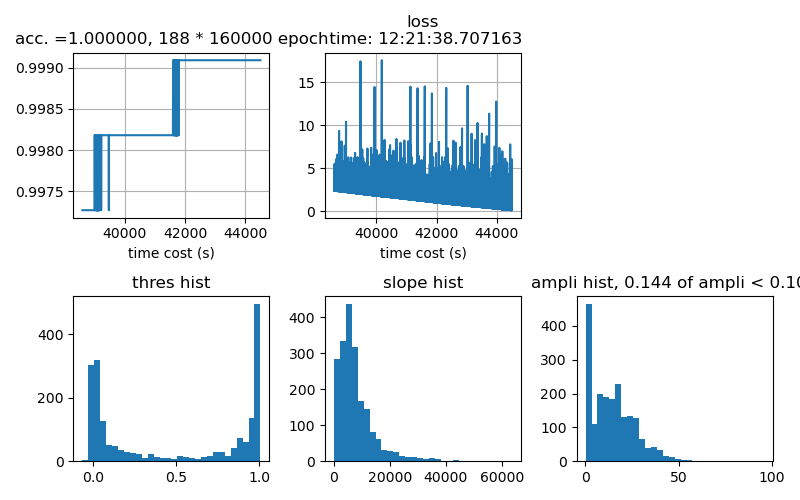 loss
acc. =1.000000, 188 * 160000 epochtime: 12:21:38.707163
0.9990
0.9985
0.9980
0.9975
40000 42000 44000
time cost (s)
15
10
5
0
40000 42000 44000
time cost (s)
thres hist
400
200
0
0.0 0.5 1.0
slope hist
400
300
200
100
0
0 20000 40000 60000
ampli hist, 0.144 of ampli < 0.10
400
300
200
100
0
0 50 100